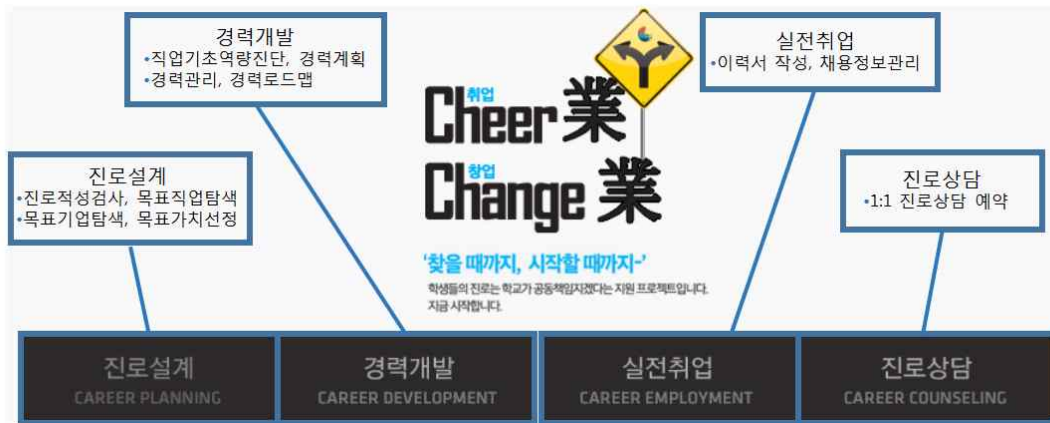 경력개발
•직업기초역량진단, 경력계획
•경력관리, 경력로드맵
실전취업
•이력서 작성, 채용정보관리
취업
Cheer 業
창업
Change 業
진로설계
•진로적성검사, 목표직업탐색
•목표기업탐색, 목표가치선정
진로상담
•1:1 진로상담 예약
'찾을 때까지, 시작할 때까지~'
학생들의 진로는 학교가 공동책임지겠다는 지원 프로젝트입니다.
지금 시작합니다.
진로설계
CAREER PLANNING
경력개발
CAREER DEVELOPMENT
실전취업
CAREER EMPLOYMENT
진로상담
CAREER COUNSELING